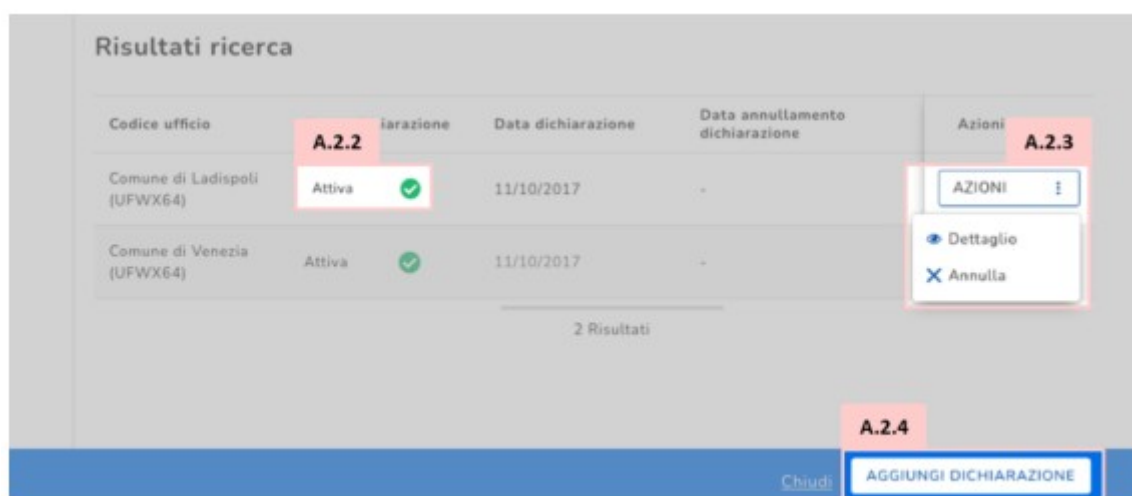 Risultati ricerca
Codice ufficio A.2.2 iarazione Data dichiarazione Data annullamento dichiarazione Azioni A.2.3
Comune di Ladispoli (UFWX64) Attiva 11/10/2017 - AZIONI
Dettaglio
Comune di Venezia (UFWX64) Attiva 11/10/2017 -
Annulla
2 Risultati
A.2.4
Chiudi AGGIUNGI DICHIARAZIONE